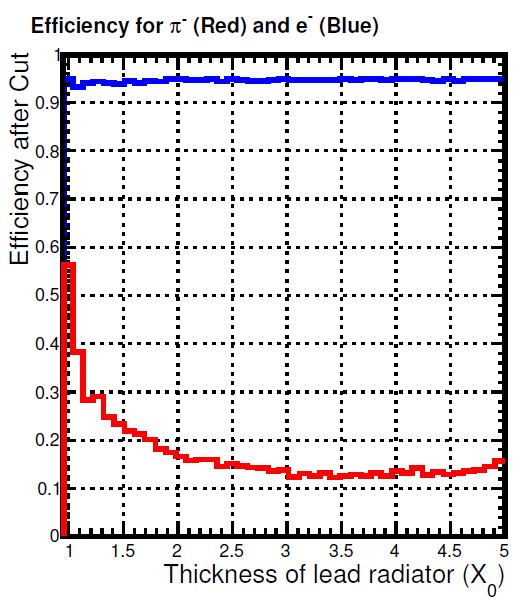 Efficiency for π⁻ (Red) and e⁻ (Blue)
Efficiency after Cut
1
0.9
0.8
0.7
0.6
0.5
0.4
0.3
0.2
0.1
0
1 1.5 2 2.5 3 3.5 4 4.5 5
Thickness of lead radiator (X₀)